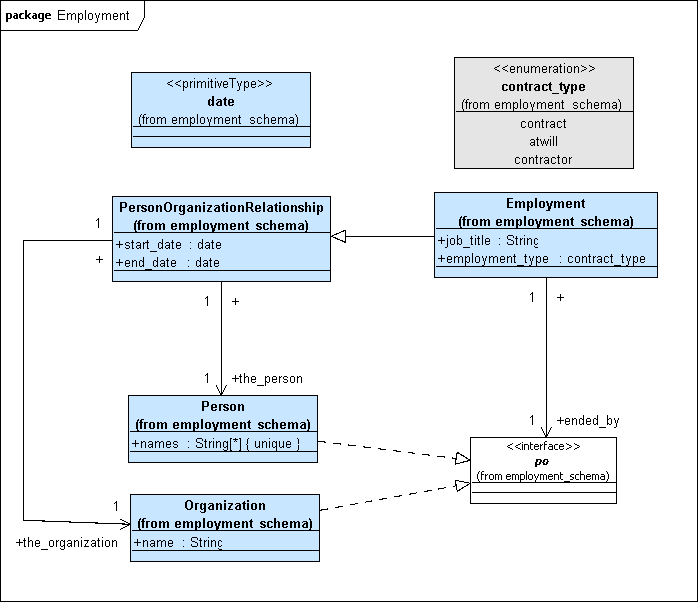 package Employment
<<primitiveType>>
date
(from employment_schema)
<<enumeration>>
contract_type
(from employment_schema)
contract
atwill
contractor
PersonOrganizationRelationship
(from employment_schema)
+start_date : date
+end_date : date
Employment
(from employment_schema)
+job_title : String
+employment_type : contract_type
1
+
1
+
1
+
1
+the_person
1
+ended_by
Person
(from employment_schema)
+names : String[*] { unique }
<<interface>>
po
(from employment_schema)
1
+the_organization
Organization
(from employment_schema)
+name : String